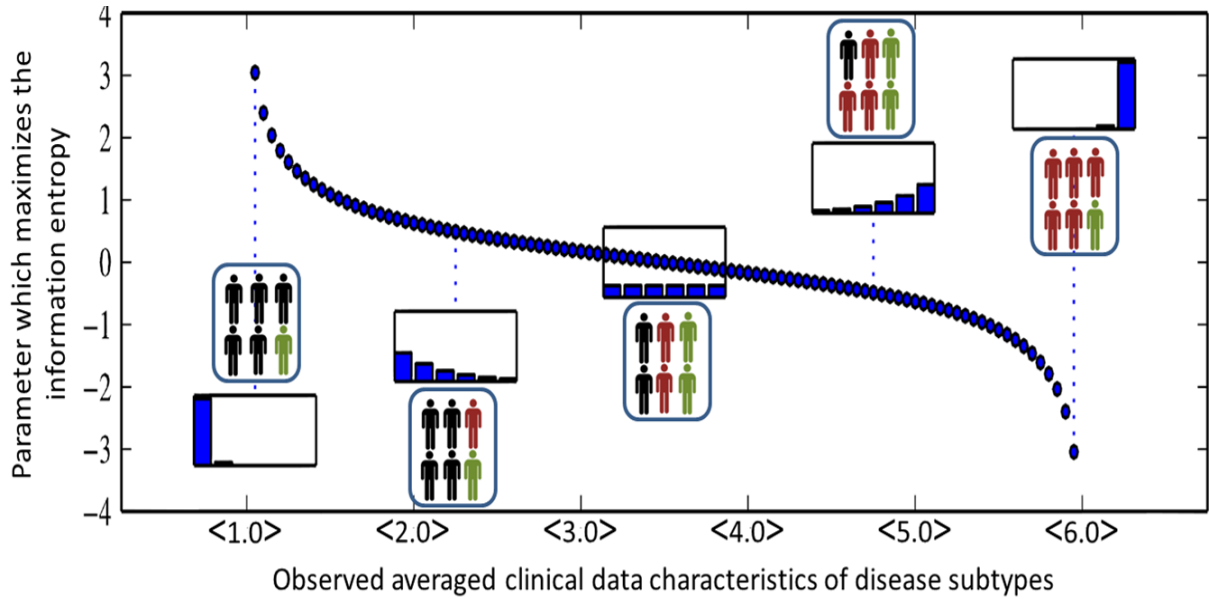 Parameter which maximizes the
information entropy
4
3
2
1
0
−1
−2
−3
−4
<1.0> <2.0> <3.0> <4.0> <5.0> <6.0>
Observed averaged clinical data characteristics of disease subtypes